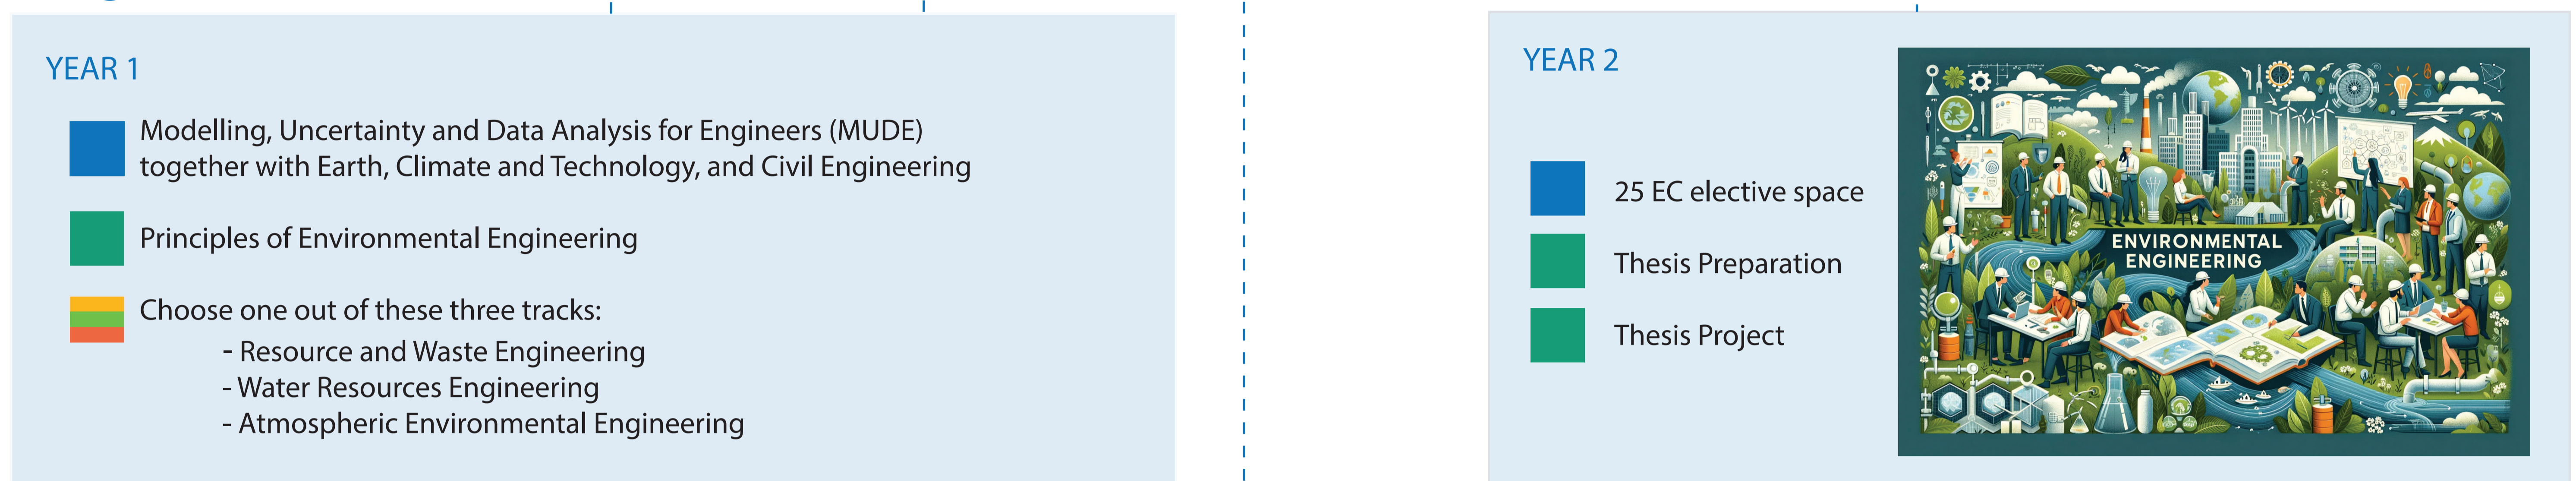 YEAR 1
Modelling, Uncertainty and Data Analysis for Engineers (MUDE)
together with Earth, Climate and Technology, and Civil Engineering
Principles of Environmental Engineering
Choose one out of these three tracks:
- Resource and Waste Engineering
- Water Resources Engineering
- Atmospheric Environmental Engineering
YEAR 2
25 EC elective space
Thesis Preparation
Thesis Project
ENVIRONMENTAL
ENGINEERING